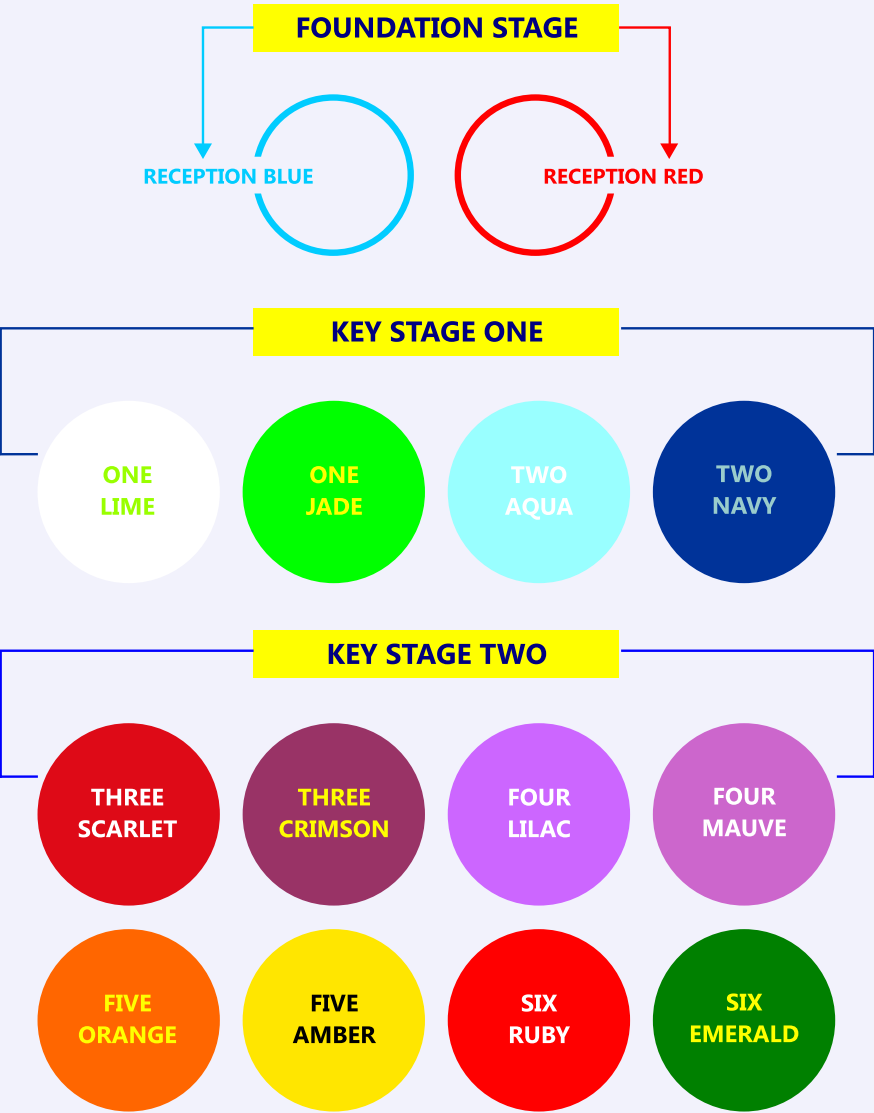 FOUNDATION STAGE
RECEPTION BLUE
RECEPTION RED
KEY STAGE ONE
ONE
LIME
ONE
JADE
TWO
AQUA
TWO
NAVY
KEY STAGE TWO
THREE
SCARLET
THREE
CRIMSON
FOUR
LILAC
FOUR
MAUVE
FIVE
ORANGE
FIVE
AMBER
SIX
RUBY
SIX
EMERALD